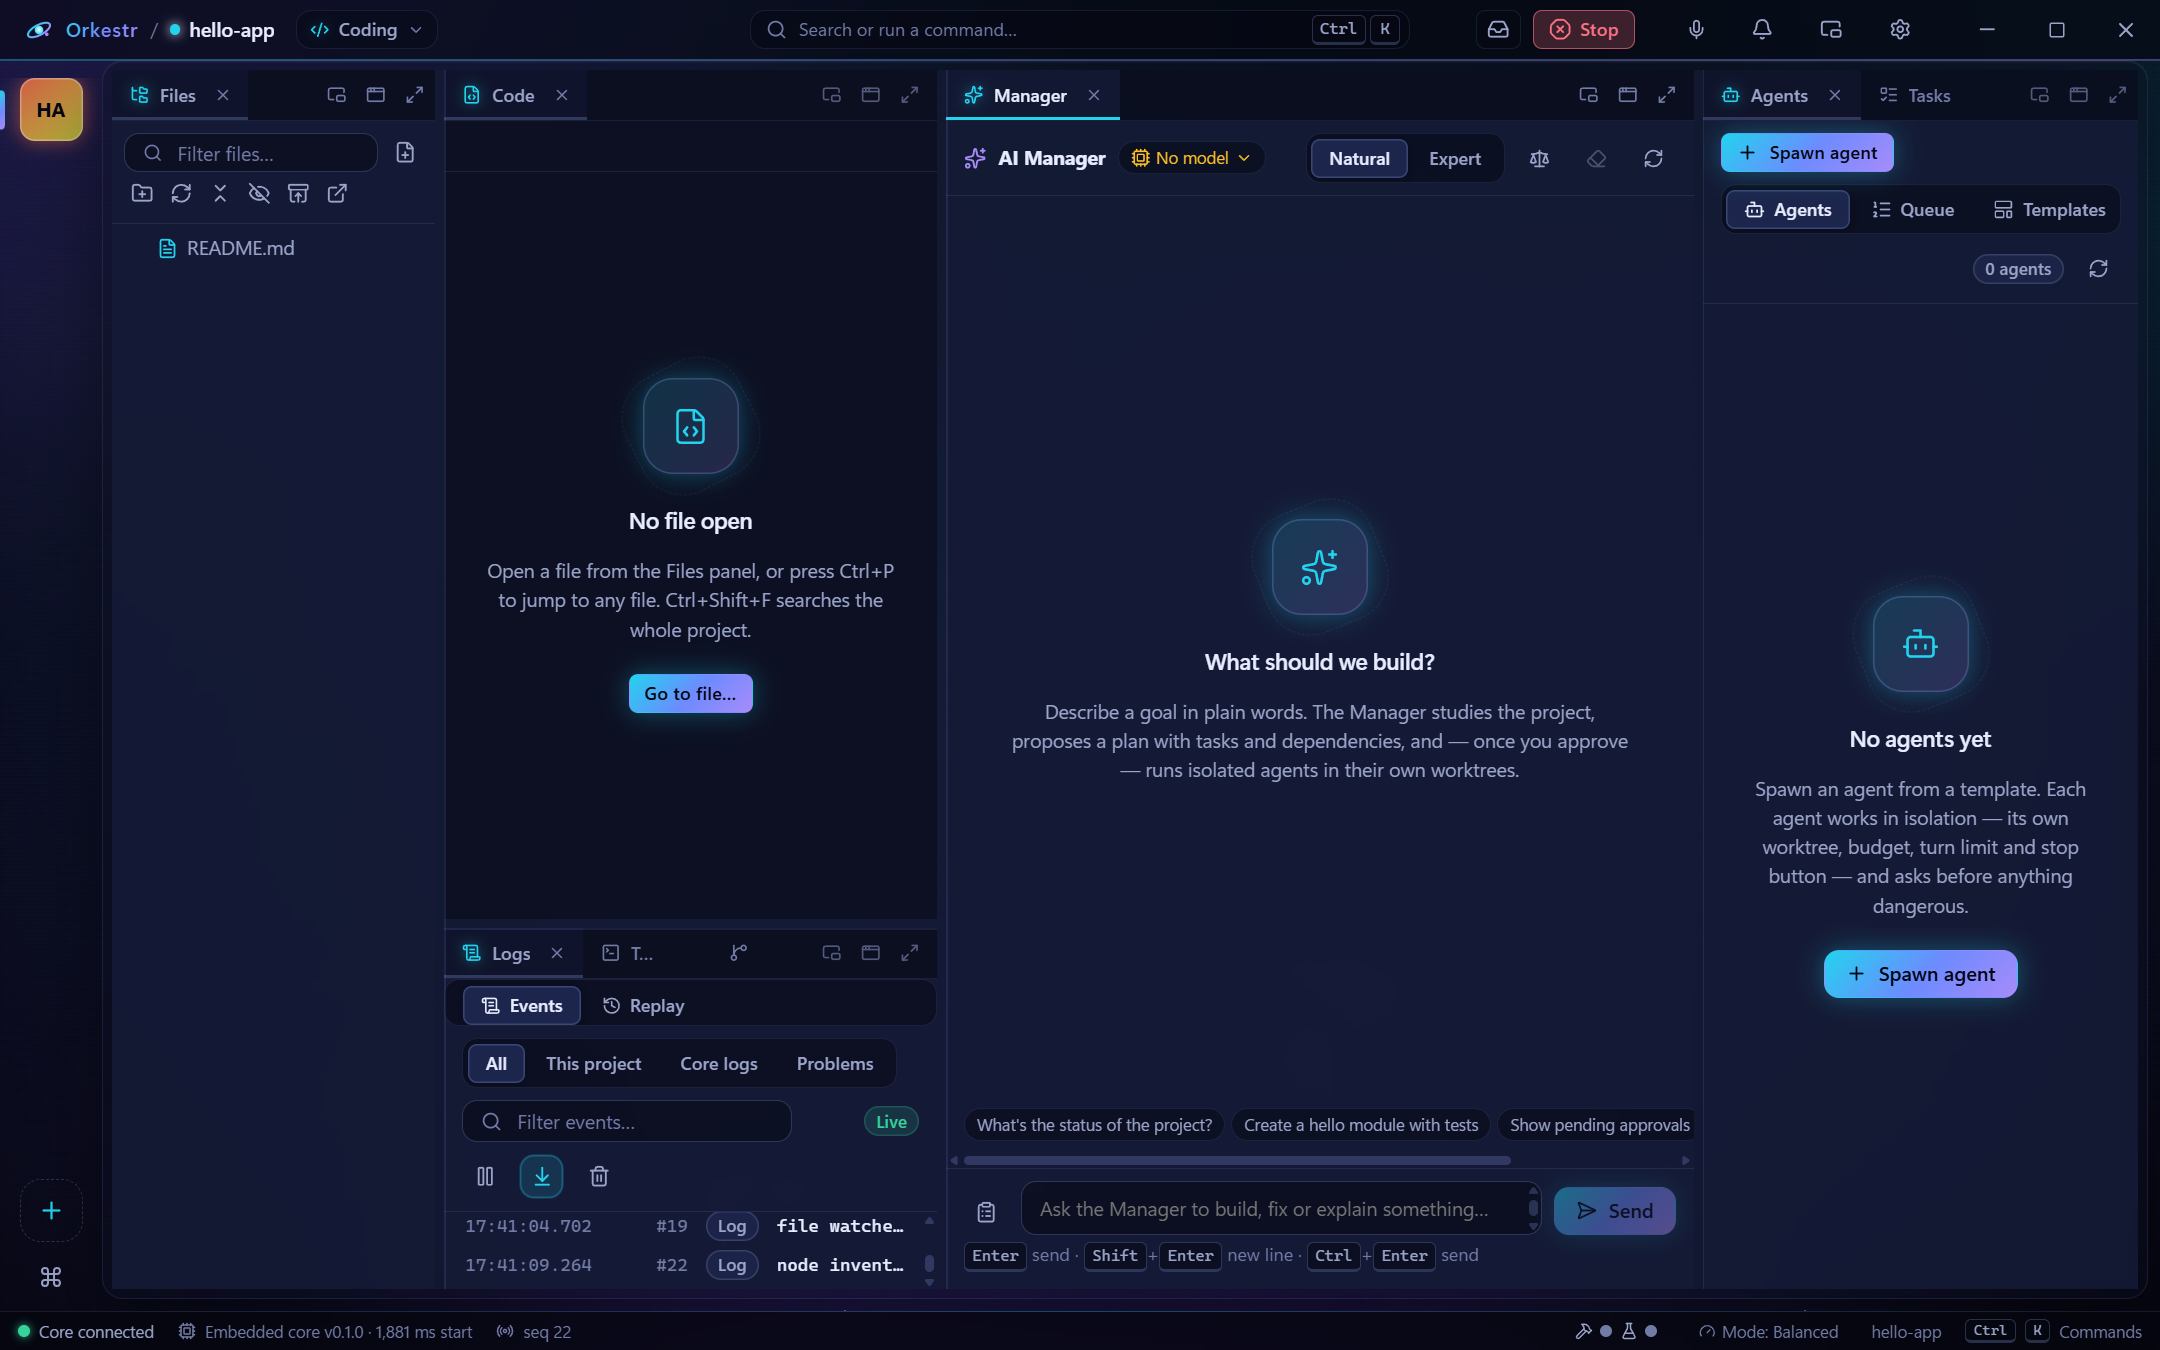 Orkestr / hello-app
Coding
Search or run a command...
Ctrl K
Stop
HA
Files
Filter files...
README.md
Code
No file open
Open a file from the Files panel, or press Ctrl+P
to jump to any file. Ctrl+Shift+F searches the
whole project.
Go to file...
Logs
T...
Events
Replay
All
This project
Core logs
Problems
Filter events...
Live
17:41:04.702 #19 Log file watche...
17:41:09.264 #22 Log node invent...
Manager
AI Manager
No model
Natural
Expert
What should we build?
Describe a goal in plain words. The Manager studies the project,
proposes a plan with tasks and dependencies, and — once you approve
— runs isolated agents in their own worktrees.
What's the status of the project?
Create a hello module with tests
Show pending approvals
Ask the Manager to build, fix or explain something...
Send
Enter send · Shift+Enter new line · Ctrl+Enter send
Agents
Tasks
Spawn agent
Agents
Queue
Templates
0 agents
No agents yet
Spawn an agent from a template. Each
agent works in isolation — its own
worktree, budget, turn limit and stop
button — and asks before anything
dangerous.
Spawn agent
Core connected
Embedded core v0.1.0 · 1,881 ms start
seq 22
Mode: Balanced
hello-app
Ctrl K Commands